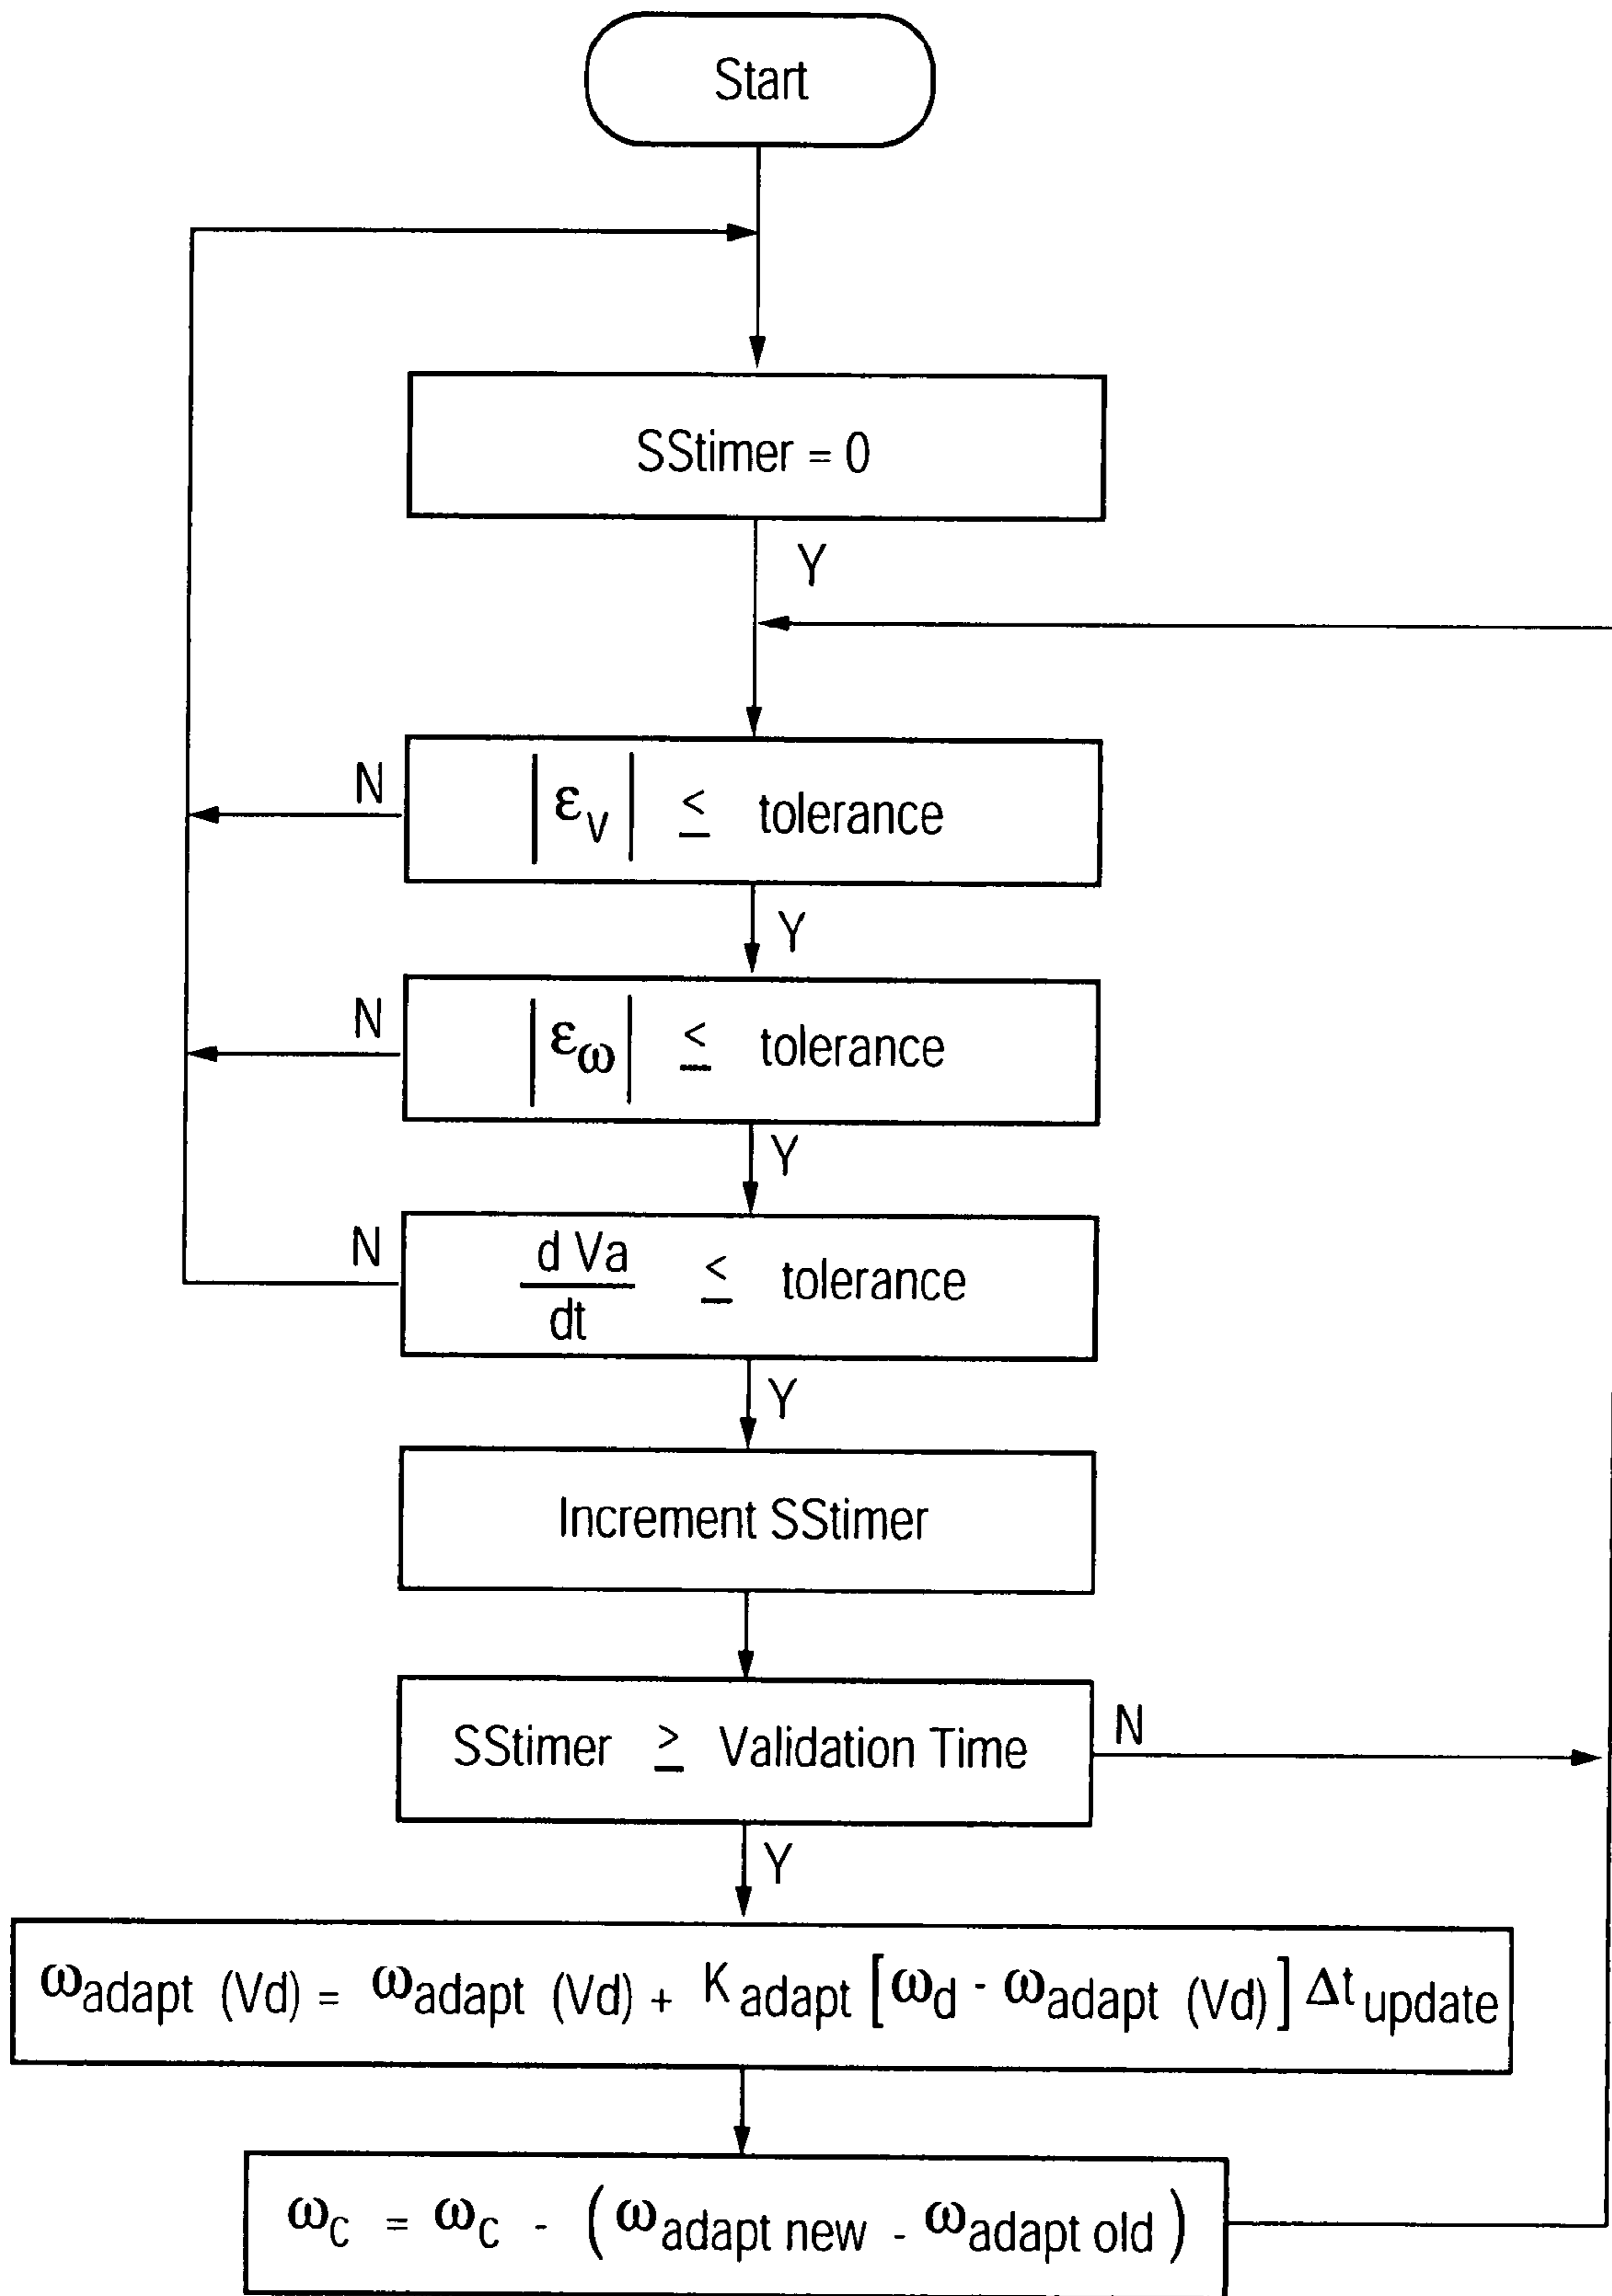 Start
SStimer = 0
Y
N
|εv| ≤ tolerance
Y
N
|εω| ≤ tolerance
Y
N
d Va
dt
≤ tolerance
Y
Increment SStimer
SStimer ≥ Validation Time
N
Y
ωadapt (Vd) = ωadapt (Vd) + Kadapt [ωd - ωadapt (Vd)] Δtupdate
ωc = ωc - (ωadapt new - ωadapt old)